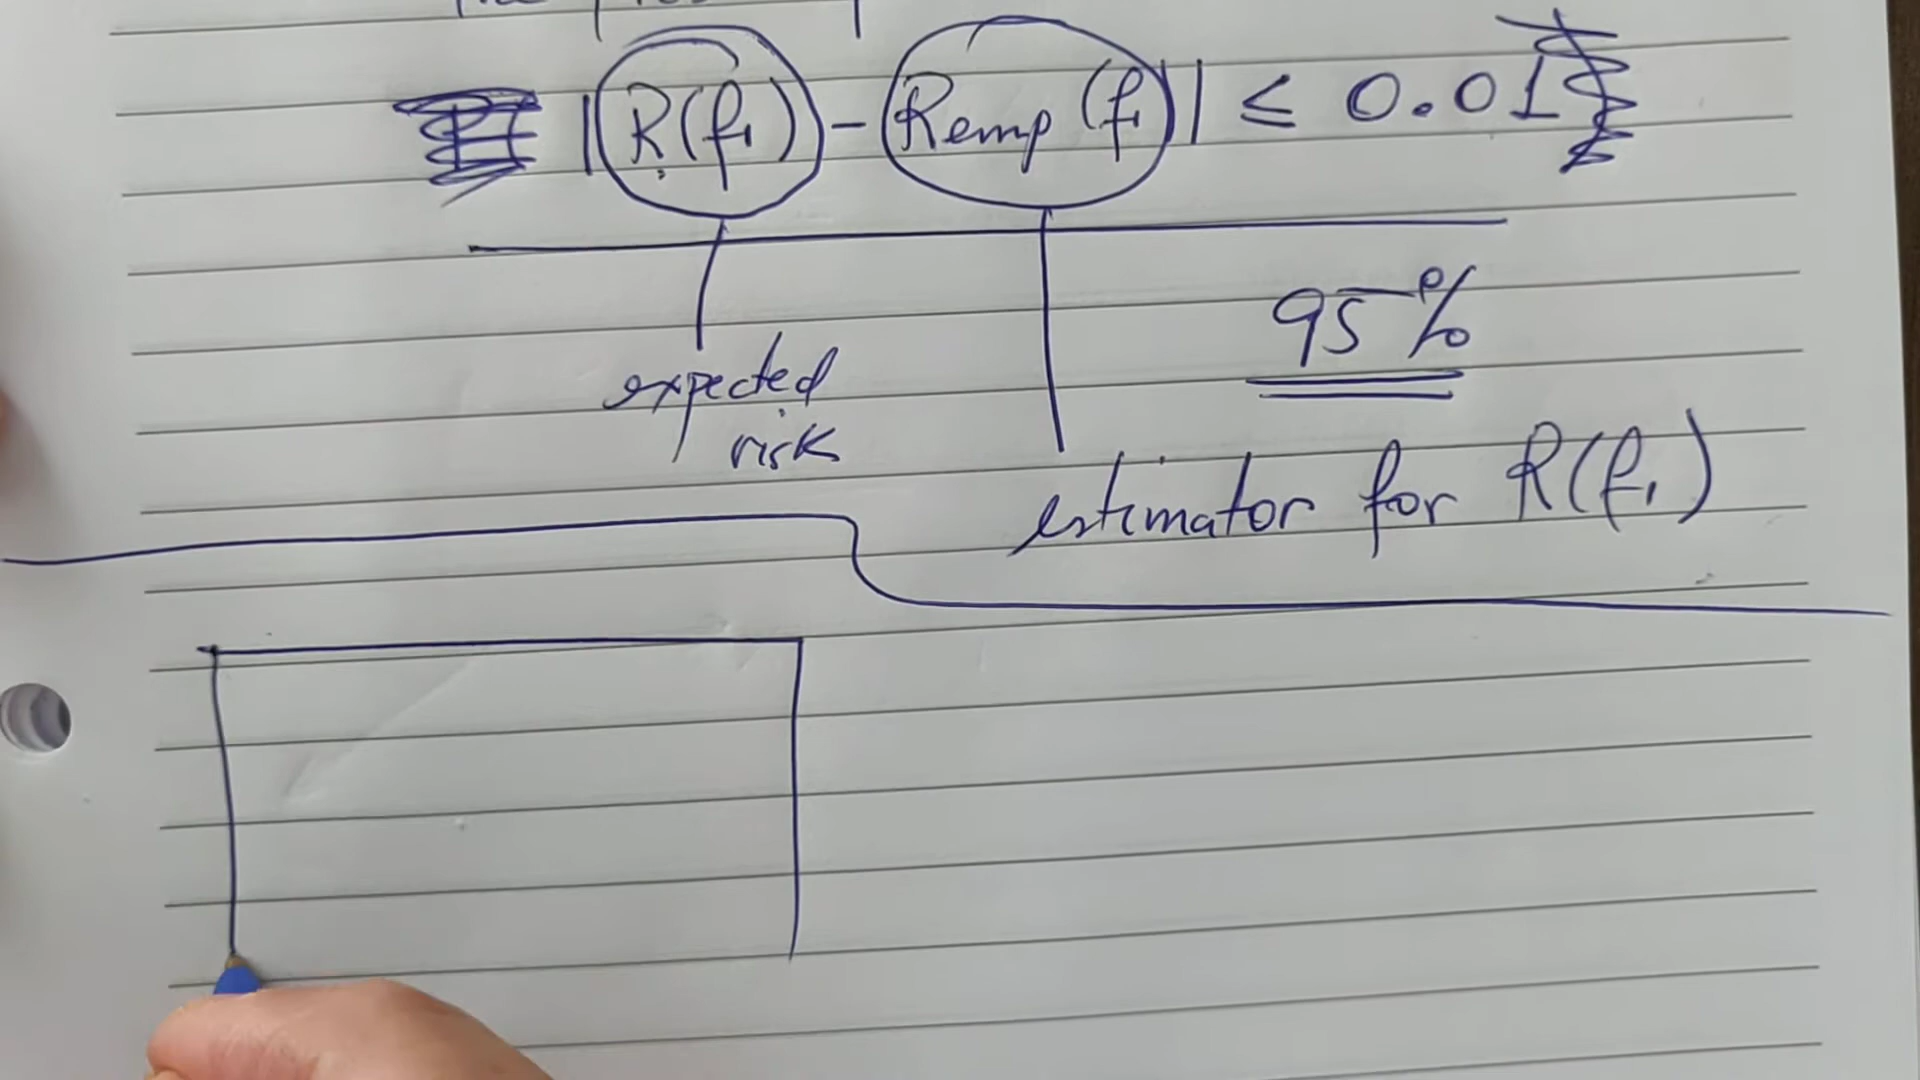 |R(f₁) - Remp(f₁)| ≤ 0.01
95%
expected
risk
estimator for R(f₁)